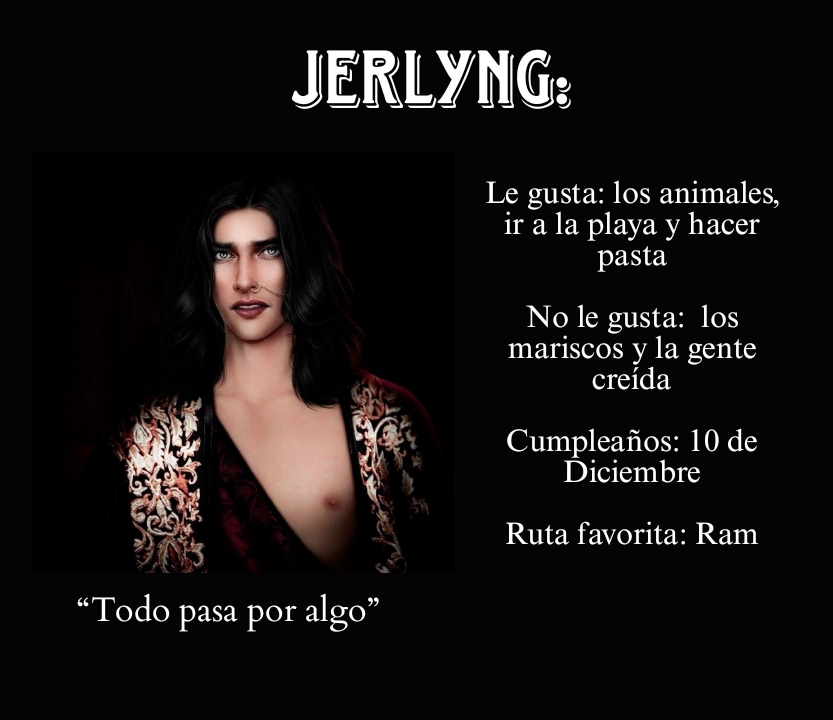 JERLYNG:
Le gusta: los animales,
ir a la playa y hacer
pasta
No le gusta: los
mariscos y la gente
creída
Cumpleaños: 10 de
Diciembre
Ruta favorita: Ram
“Todo pasa por algo”